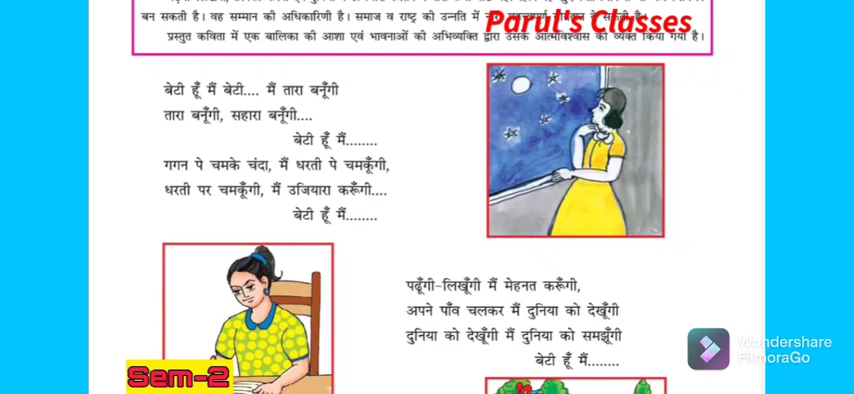 बन सकती है। वह सम्मान की अधिकारिणी है। समाज व राष्ट्र की उन्नति में
Parul's Classes
प्रस्तुत कविता में एक बालिका की आशा एवं भावनाओं की अभिव्यक्ति द्वारा उसके आत्मविश्वास को व्यक्त किया गया है।
बेटी हूँ मैं बेटी.... मैं तारा बनूँगी
तारा बनूँगी, सहारा बनूँगी....
बेटी हूँ मैं........
गगन पे चमके चंदा, मैं धरती पे चमकूँगी,
धरती पर चमकूँगी, मैं उजियारा करूँगी....
बेटी हूँ मैं........
पढ़ूँगी-लिखूँगी मैं मेहनत करूँगी,
अपने पाँव चलकर मैं दुनिया को देखूँगी
दुनिया को देखूँगी मैं दुनिया को समझूँगी
बेटी हूँ मैं........
Wondershare
FilmoraGo
Sem-2